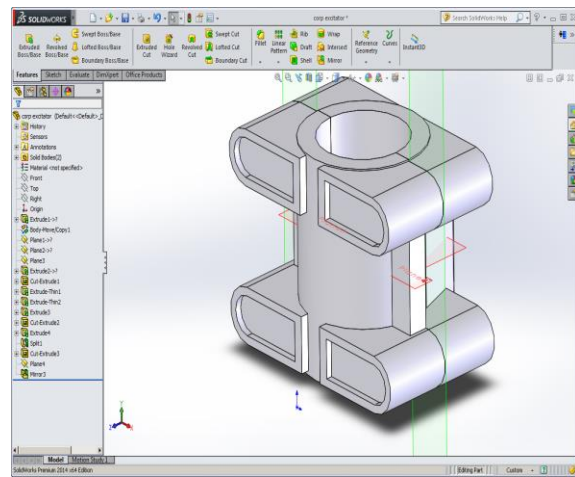 SOLIDWORKS
corp excitator *
Search SolidWorks Help
Extruded Boss/Base
Revolved Boss/Base
Swept Boss/Base
Lofted Boss/Base
Boundary Boss/Base
Extruded Cut
Hole Wizard
Revolved Cut
Swept Cut
Lofted Cut
Boundary Cut
Fillet
Linear Pattern
Rib
Draft
Shell
Wrap
Intersect
Mirror
Reference Geometry
Curves
Instant3D
Features Sketch Evaluate DimXpert Office Products
corp excitator (Default<<Default>_D
History
Sensors
Annotations
Solid Bodies(2)
Material <not specified>
Front
Top
Right
Origin
Extrude1->?
Body-Move/Copy1
Plane1->?
Plane2->?
Plane3
Extrude2->?
Cut-Extrude1
Extrude-Thin1
Extrude-Thin2
Extrude3
Cut-Extrude2
Extrude4
Split1
Cut-Extrude3
Plane4
Mirror3
Y
Z
X
Model Motion Study 1
SolidWorks Premium 2014 x64 Edition
Editing Part
Custom